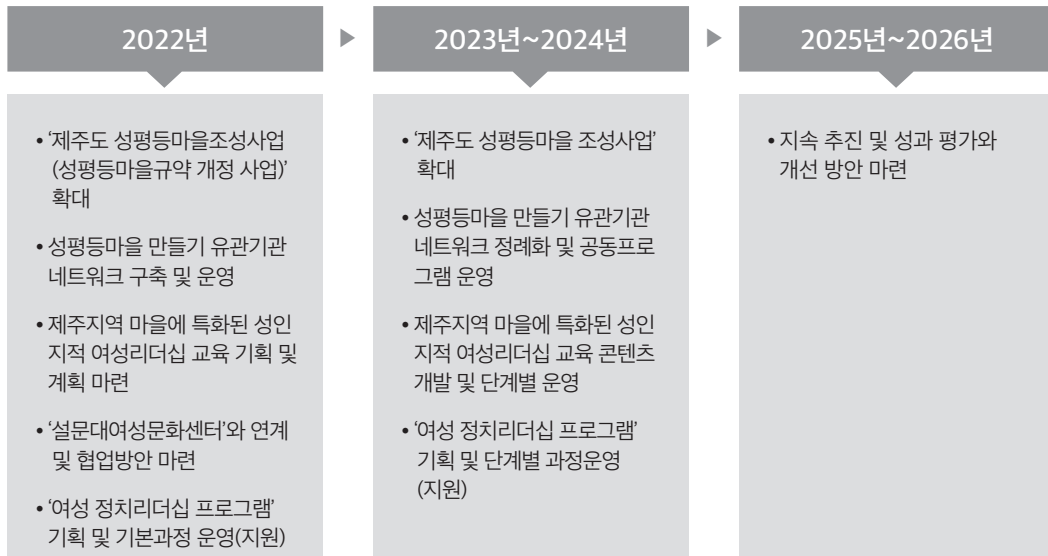 2022년
• ‘제주도 성평등마을조성사업
(성평등마을규약 개정 사업)’
확대
• 성평등마을 만들기 유관기관
네트워크 구축 및 운영
• 제주지역 마을에 특화된 성인
지적 여성리더십 교육 기획 및
계획 마련
• ‘설문대여성문화센터’와 연계
및 협업방안 마련
• ‘여성 정치리더십 프로그램’
기획 및 기본과정 운영(지원)
▶
2023년~2024년
• ‘제주도 성평등마을 조성사업’
확대
• 성평등마을 만들기 유관기관
네트워크 정례화 및 공동프로
그램 운영
• 제주지역 마을에 특화된 성인
지적 여성리더십 교육 콘텐츠
개발 및 단계별 운영
• ‘여성 정치리더십 프로그램’
기획 및 단계별 과정운영
(지원)
▶
2025년~2026년
• 지속 추진 및 성과 평가와
개선 방안 마련